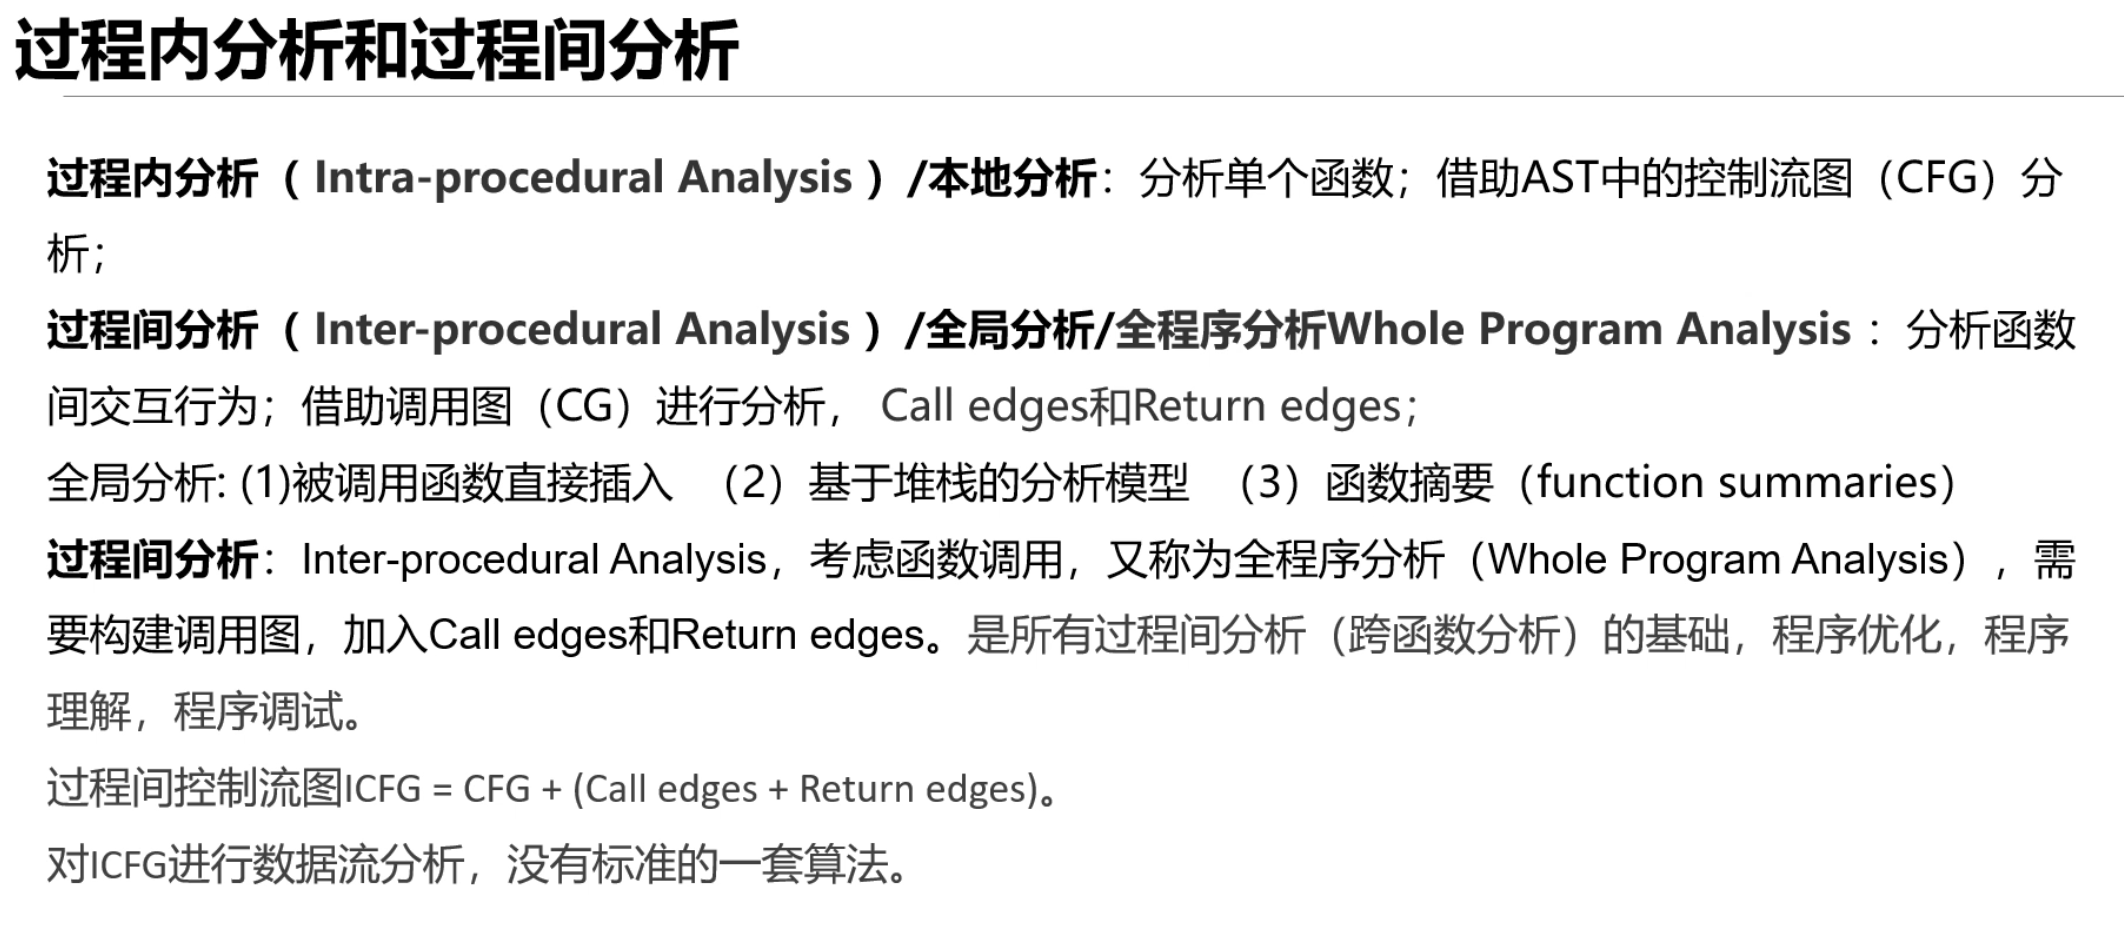 过程内分析和过程间分析
过程内分析（ Intra-procedural Analysis ）/本地分析：分析单个函数；借助AST中的控制流图（CFG）分
析；
过程间分析（ Inter-procedural Analysis ）/全局分析/全程序分析Whole Program Analysis ：分析函数
间交互行为；借助调用图（CG）进行分析， Call edges和Return edges；
全局分析: (1)被调用函数直接插入 （2）基于堆栈的分析模型 （3）函数摘要（function summaries）
过程间分析：Inter-procedural Analysis，考虑函数调用，又称为全程序分析（Whole Program Analysis），需
要构建调用图，加入Call edges和Return edges。是所有过程间分析（跨函数分析）的基础，程序优化，程序
理解，程序调试。
过程间控制流图ICFG = CFG + (Call edges + Return edges)。
对ICFG进行数据流分析，没有标准的一套算法。